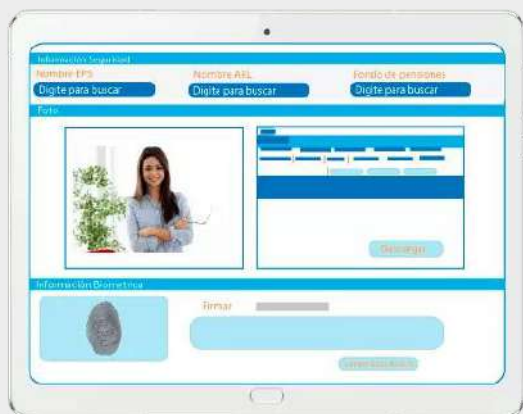 Información Seguridad
Nombre EPS Nombre ARL Fondo de pensiones
Digite para buscar Digite para buscar Digite para buscar
Foto
Descargar
Información Biometrica
Firmar